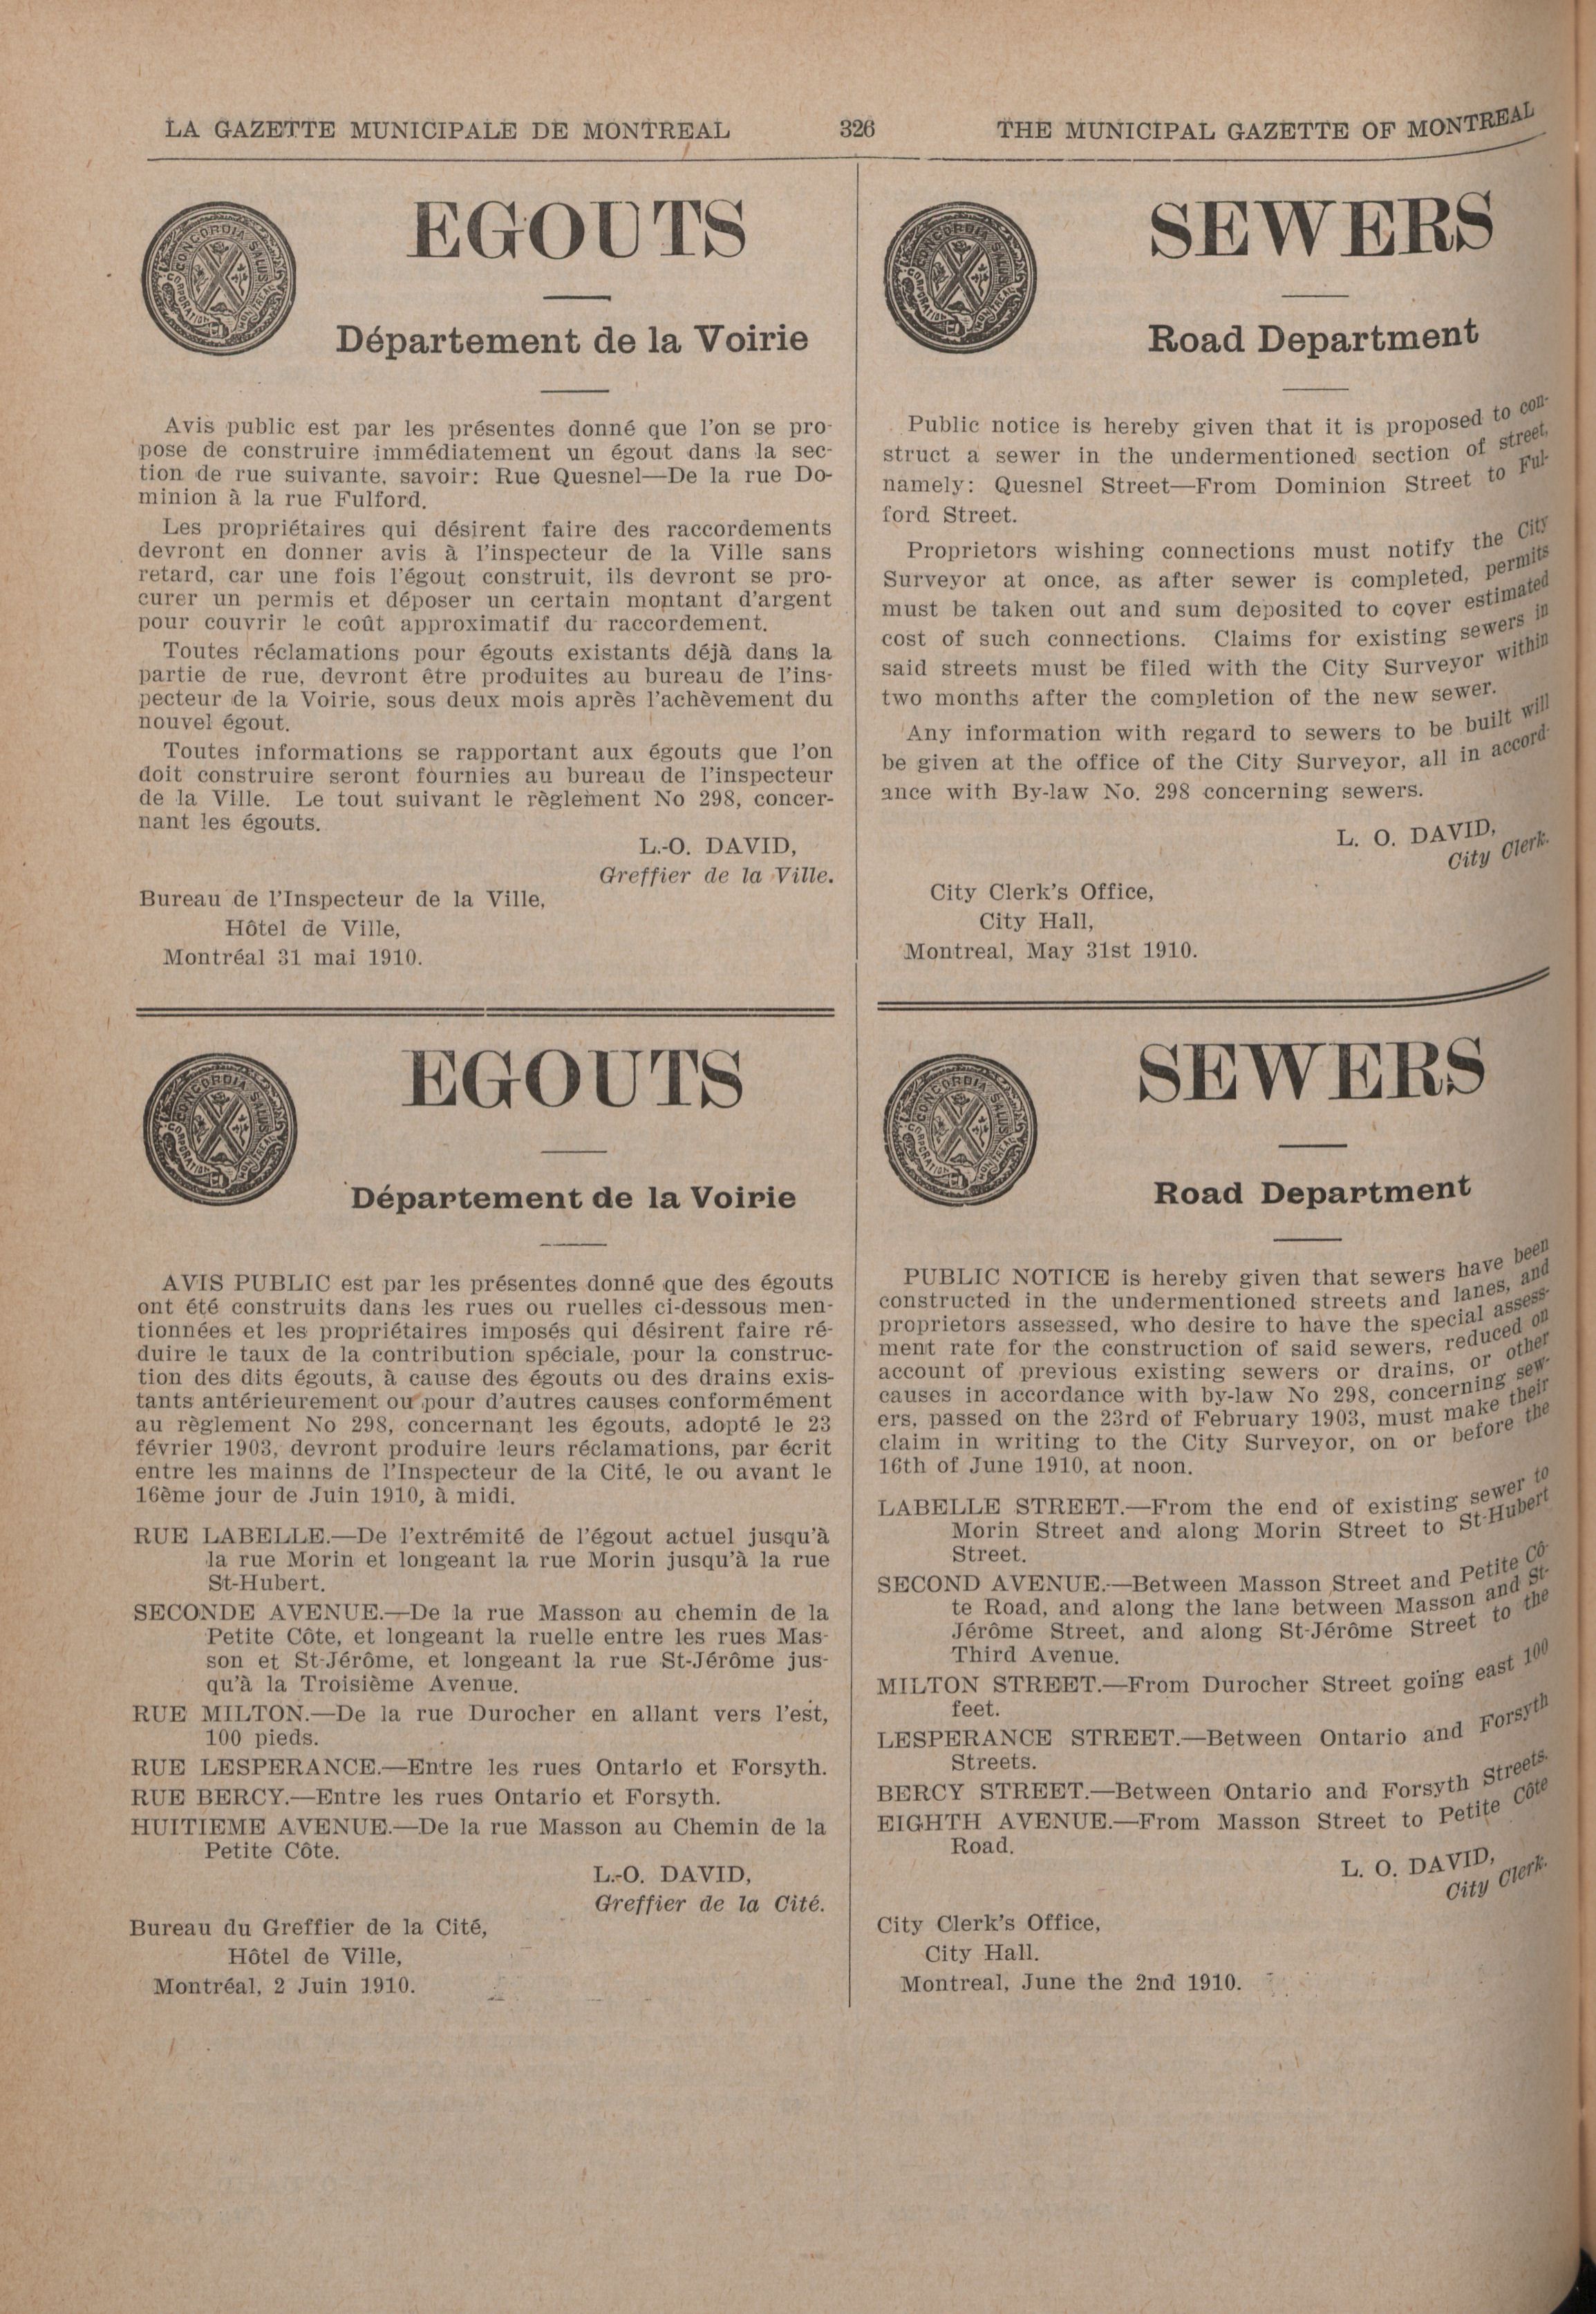 LA GAZETTE MUNICIPALE DE MONTREAL 326 THE MUNICIPAL GAZETTE OF MONTREAL
EGOUTS
Département de la Voirie
Avis public est par les présentes donné que l'on se pro-
pose de construire immédiatement un égout dans la sec-
tion de rue suivante, savoir: Rue Quesnel—De la rue Do-
minion à la rue Fulford.
Les propriétaires qui désirent faire des raccordements
devront en donner avis à l'inspecteur de la Ville sans
retard, car une fois l'égout construit, ils devront se pro-
curer un permis et déposer un certain montant d'argent
pour couvrir le coût approximatif du raccordement.
Toutes réclamations pour égouts existants déjà dans la
partie de rue, devront être produites au bureau de l'ins-
pecteur de la Voirie, sous deux mois après l'achèvement du
nouvel égout.
Toutes informations se rapportant aux égouts que l'on
doit construire seront fournies au bureau de l'inspecteur
de la Ville. Le tout suivant le règlement No 298, concer-
nant les égouts.
L.-O. DAVID,
Greffier de la Ville.
Bureau de l'Inspecteur de la Ville,
Hôtel de Ville,
Montréal 31 mai 1910.
SEWERS
Road Department
Public notice is hereby given that it is proposed to con-
struct a sewer in the undermentioned section of street,
namely: Quesnel Street—From Dominion Street to Ful-
ford Street.
Proprietors wishing connections must notify the City
Surveyor at once, as after sewer is completed, permits
must be taken out and sum deposited to cover estimated
cost of such connections. Claims for existing sewers in
said streets must be filed with the City Surveyor within
two months after the completion of the new sewer.
Any information with regard to sewers to be built will
be given at the office of the City Surveyor, all in accord-
ance with By-law No. 298 concerning sewers.
L. O. DAVID,
City Clerk.
City Clerk's Office,
City Hall,
Montreal, May 31st 1910.
EGOUTS
Département de la Voirie
AVIS PUBLIC est par les présentes donné que des égouts
ont été construits dans les rues ou ruelles ci-dessous men-
tionnées et les propriétaires imposés qui désirent faire ré-
duire le taux de la contribution spéciale, pour la construc-
tion des dits égouts, à cause des égouts ou des drains exis-
tants antérieurement ou pour d'autres causes conformément
au règlement No 298, concernant les égouts, adopté le 23
février 1903, devront produire leurs réclamations, par écrit
entre les mainns de l'Inspecteur de la Cité, le ou avant le
16ème jour de Juin 1910, à midi.
RUE LABELLE.—De l'extrémité de l'égout actuel jusqu'à
la rue Morin et longeant la rue Morin jusqu'à la rue
St-Hubert.
SECONDE AVENUE.—De la rue Masson au chemin de la
Petite Côte, et longeant la ruelle entre les rues Mas-
son et St-Jérôme, et longeant la rue St-Jérôme jus-
qu'à la Troisième Avenue.
RUE MILTON.—De la rue Durocher en allant vers l'est,
100 pieds.
RUE LESPERANCE.—Entre les rues Ontario et Forsyth.
RUE BERCY.—Entre les rues Ontario et Forsyth.
HUITIEME AVENUE.—De la rue Masson au Chemin de la
Petite Côte.
L.-O. DAVID,
Greffier de la Cité.
Bureau du Greffier de la Cité,
Hôtel de Ville,
Montréal, 2 Juin 1910.
SEWERS
Road Department
PUBLIC NOTICE is hereby given that sewers have been
constructed in the undermentioned streets and lanes, and
proprietors assessed, who desire to have the special assess-
ment rate for the construction of said sewers, reduced on
account of previous existing sewers or drains, or other
causes in accordance with by-law No 298, concerning sew-
ers, passed on the 23rd of February 1903, must make their
claim in writing to the City Surveyor, on or before the
16th of June 1910, at noon.
LABELLE STREET.—From the end of existing sewer to
Morin Street and along Morin Street to St-Hubert
Street.
SECOND AVENUE.—Between Masson Street and Petite Cô-
te Road, and along the lane between Masson and St-
Jérôme Street, and along St-Jérôme Street to the
Third Avenue.
MILTON STREET.—From Durocher Street going east 100
feet.
LESPERANCE STREET.—Between Ontario and Forsyth
Streets.
BERCY STREET.—Between Ontario and Forsyth Streets.
EIGHTH AVENUE.—From Masson Street to Petite Côte
Road.
L. O. DAVID,
City Clerk.
City Clerk's Office,
City Hall.
Montreal, June the 2nd 1910.